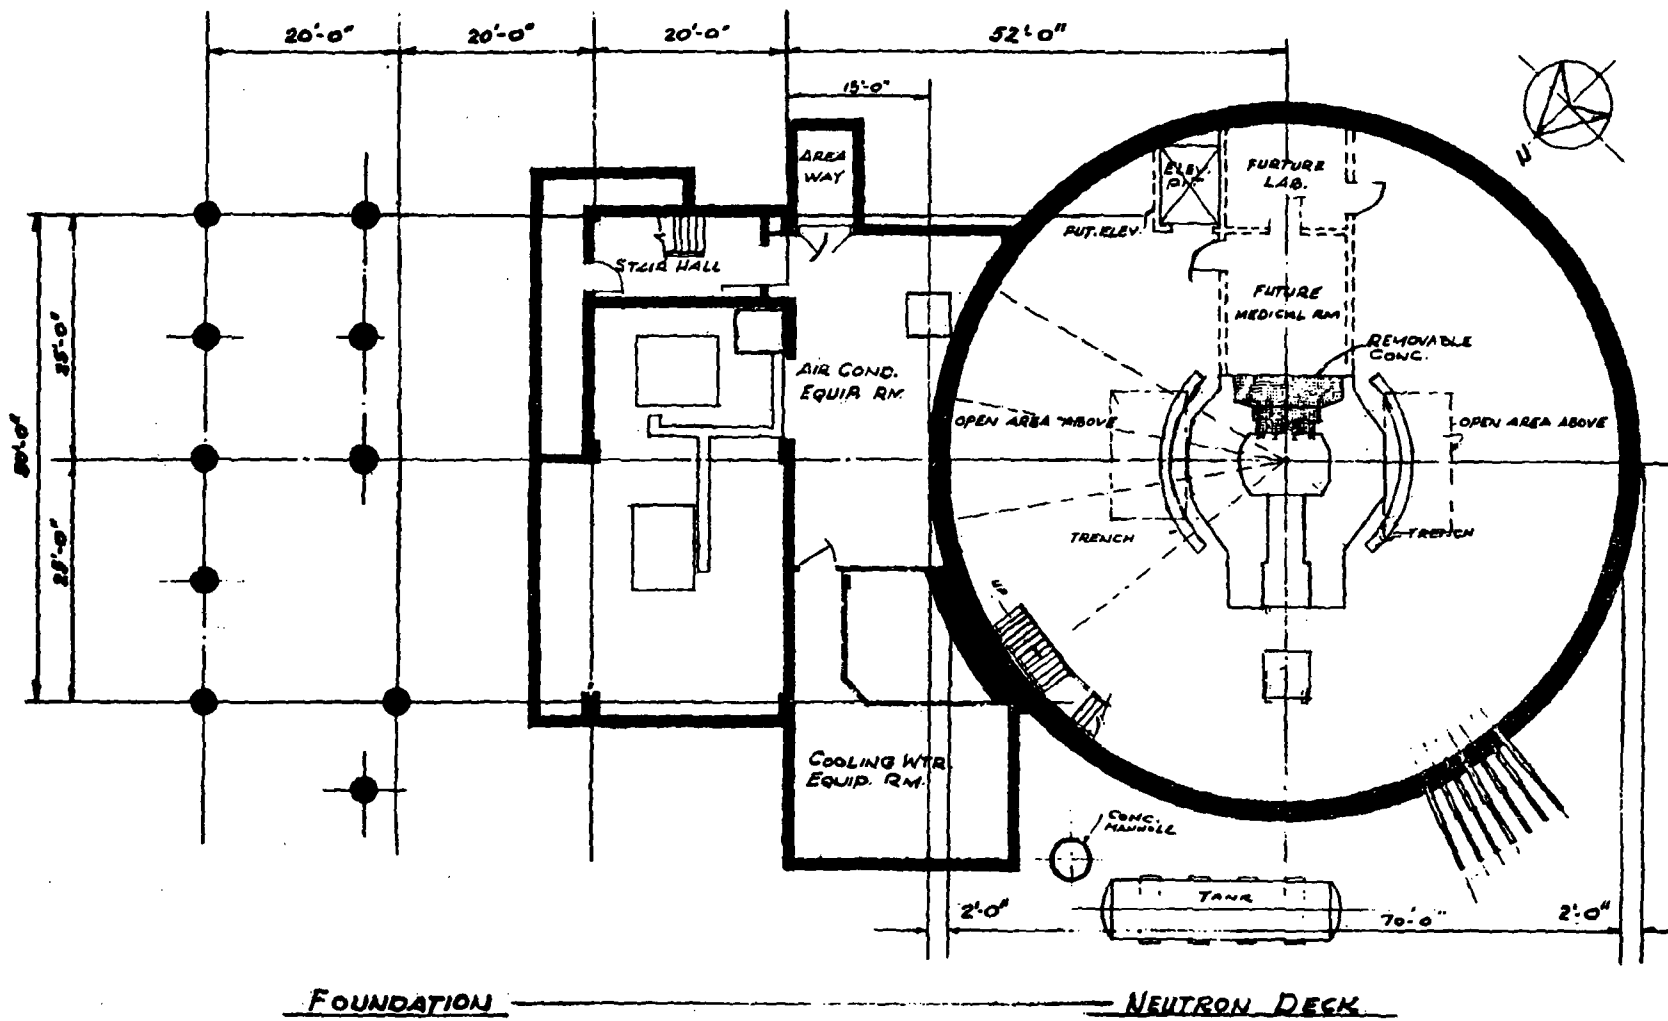 20'-0" 20'-0" 20'-0" 52'-0"
15'-0"
N
AREA
WAY
ELEV.
PIT.
FURTURE
LAB.
FUT. ELEV.
STAIR HALL
FUTURE
MEDICAL RM
REMOVABLE
CONC.
25'-0"
AIR COND.
EQUIP. RM.
50'-0"
OPEN AREA ABOVE
OPEN AREA ABOVE
25'-0"
TRENCH
TRENCH
UP
COOLING WTR.
EQUIP. RM.
CONC.
MANHOLE
TANK
2'-0" 70'-0" 2'-0"
FOUNDATION NEUTRON DECK